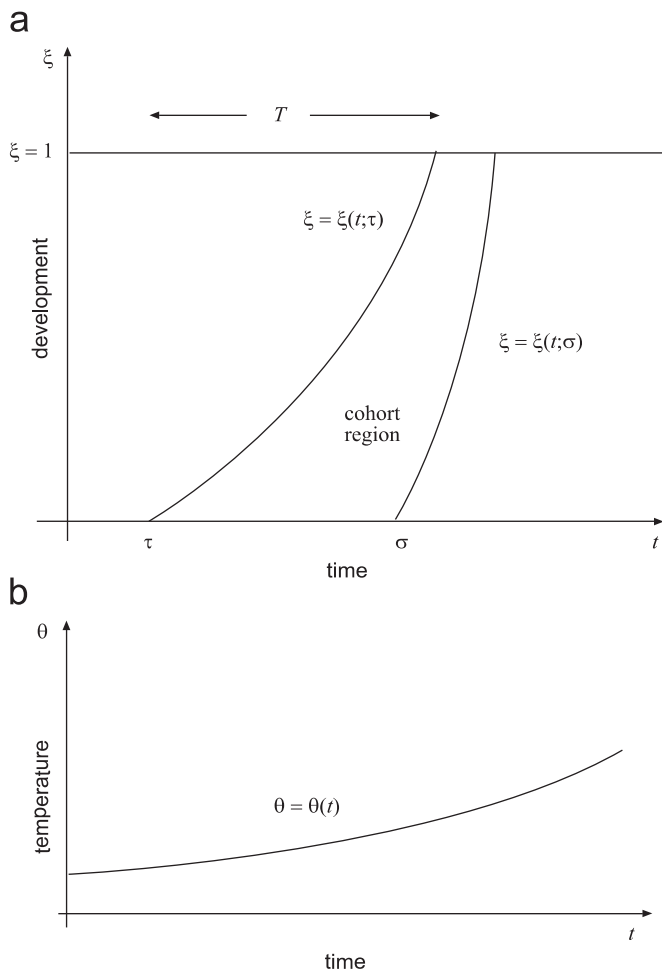 a
ξ
T
ξ = 1
ξ = ξ(t;τ)
development
ξ = ξ(t;σ)
cohort
region
τ
σ
t
time
b
θ
temperature
θ = θ(t)
t
time